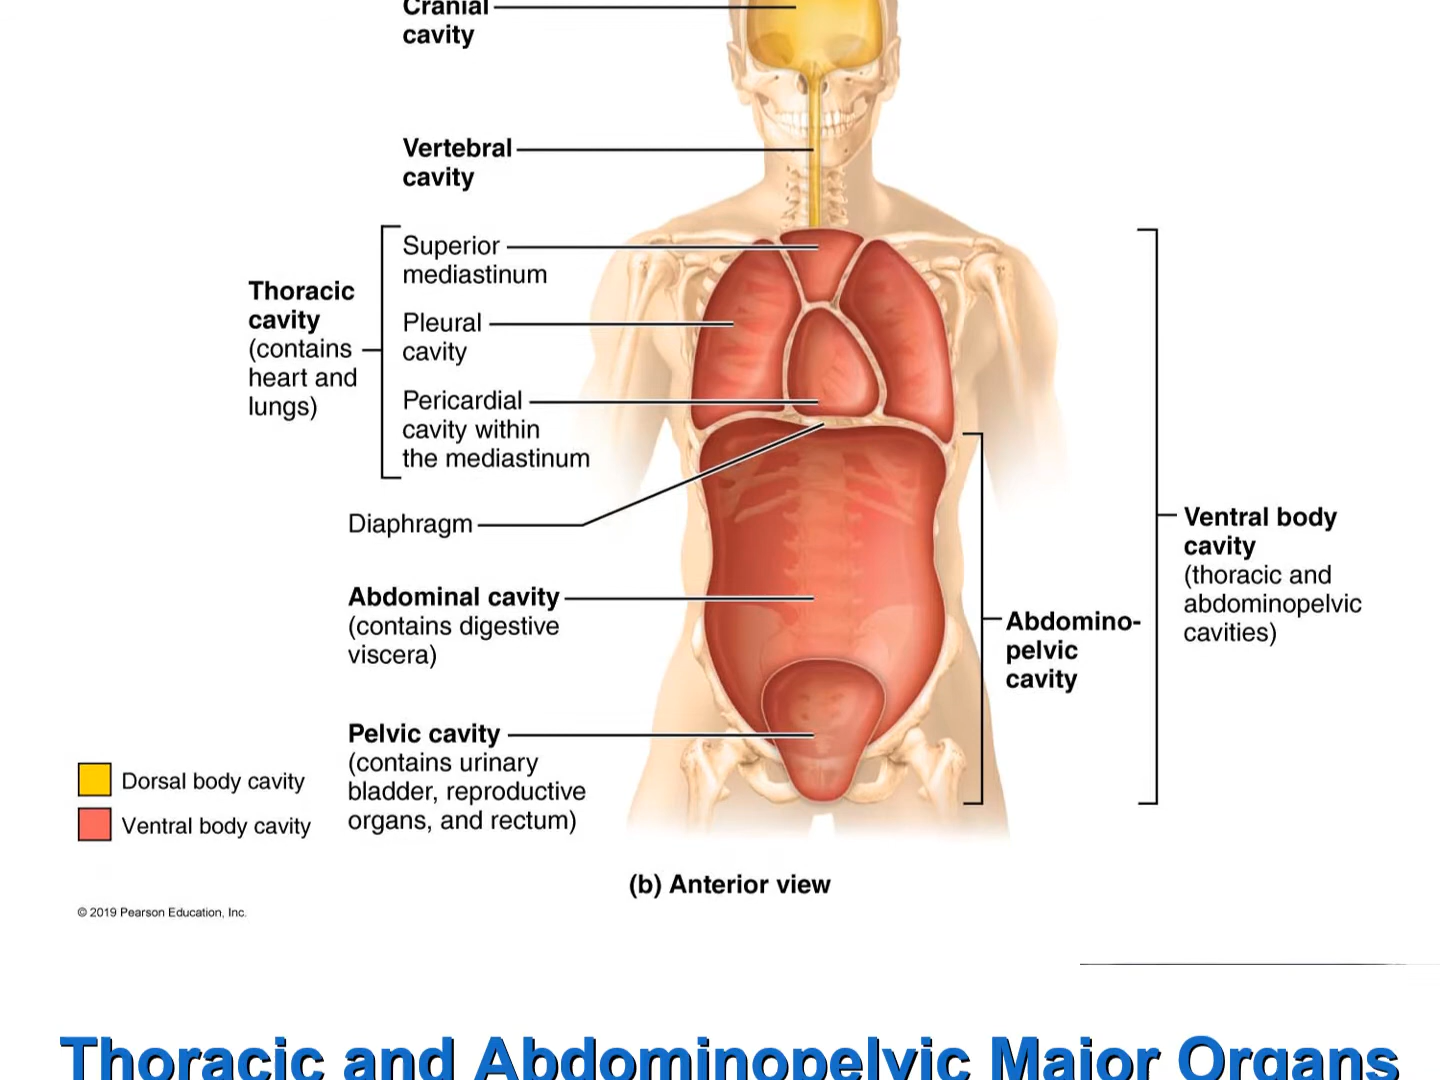 Cranial
cavity
Vertebral
cavity
Superior
mediastinum
Thoracic
cavity
(contains
heart and
lungs)
Pleural
cavity
Pericardial
cavity within
the mediastinum
Diaphragm
Abdominal cavity
(contains digestive
viscera)
Pelvic cavity
(contains urinary
bladder, reproductive
organs, and rectum)
Abdomino-
pelvic
cavity
Ventral body
cavity
(thoracic and
abdominopelvic
cavities)
Dorsal body cavity
Ventral body cavity
(b) Anterior view
© 2019 Pearson Education, Inc.
Thoracic and Abdominopelvic Major Organs